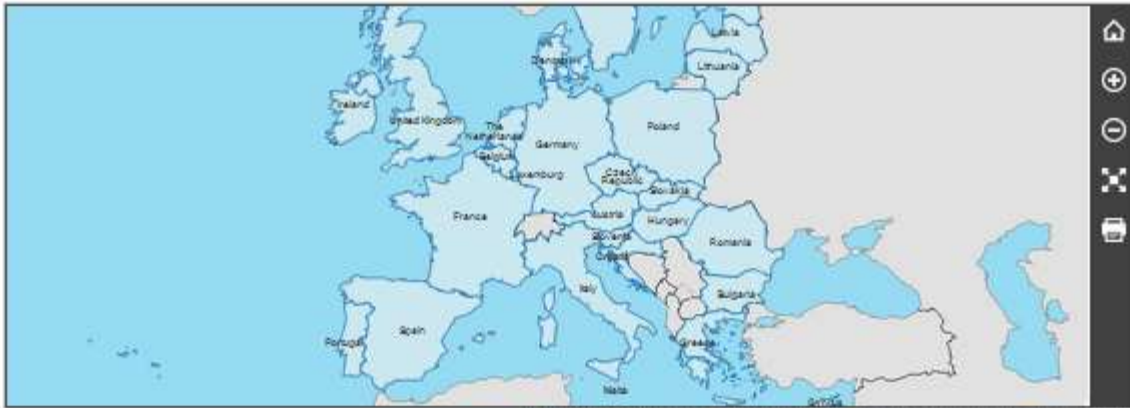 Latvia
Denmark
Lithuania
Ireland
United Kingdom
The
Netherlands
Poland
Germany
Belgium
Czech
Republic
Luxemburg
Slovakia
France
Austria
Hungary
Slovenia
Romania
Croatia
Italy
Bulgaria
Spain
Portugal
Greece
Malta
Cyprus